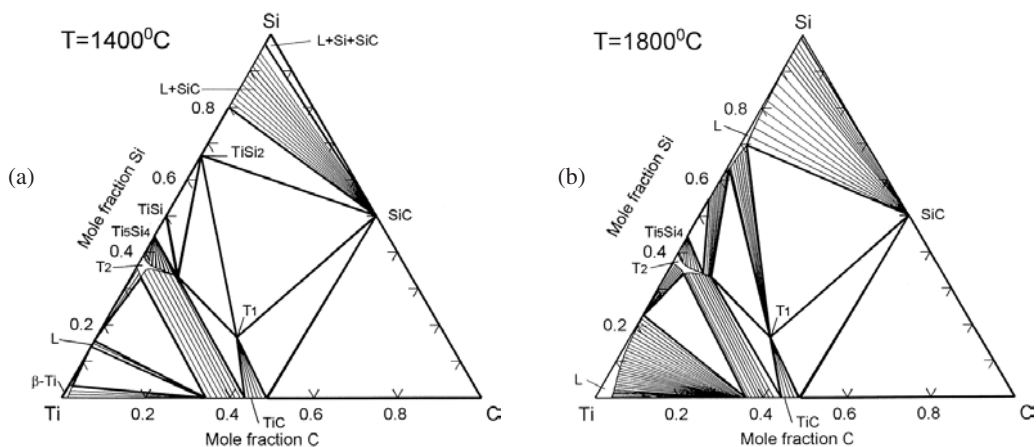 (a)
T=1400⁰C
Si
L+Si+SiC
L+SiC
0.8
TiSi2
Mole fraction Si
0.6
TiSi
SiC
Ti5Si4
0.4
T2
T1
0.2
L
β-Ti
Ti
0.2
0.4
0.6
0.8
C
TiC
Mole fraction C
(b)
T=1800⁰C
Si
0.8
L
Mole fraction Si
0.6
SiC
Ti5Si4
0.4
T2
T1
0.2
L
Ti
0.2
0.4
0.6
0.8
C
TiC
Mole fraction C